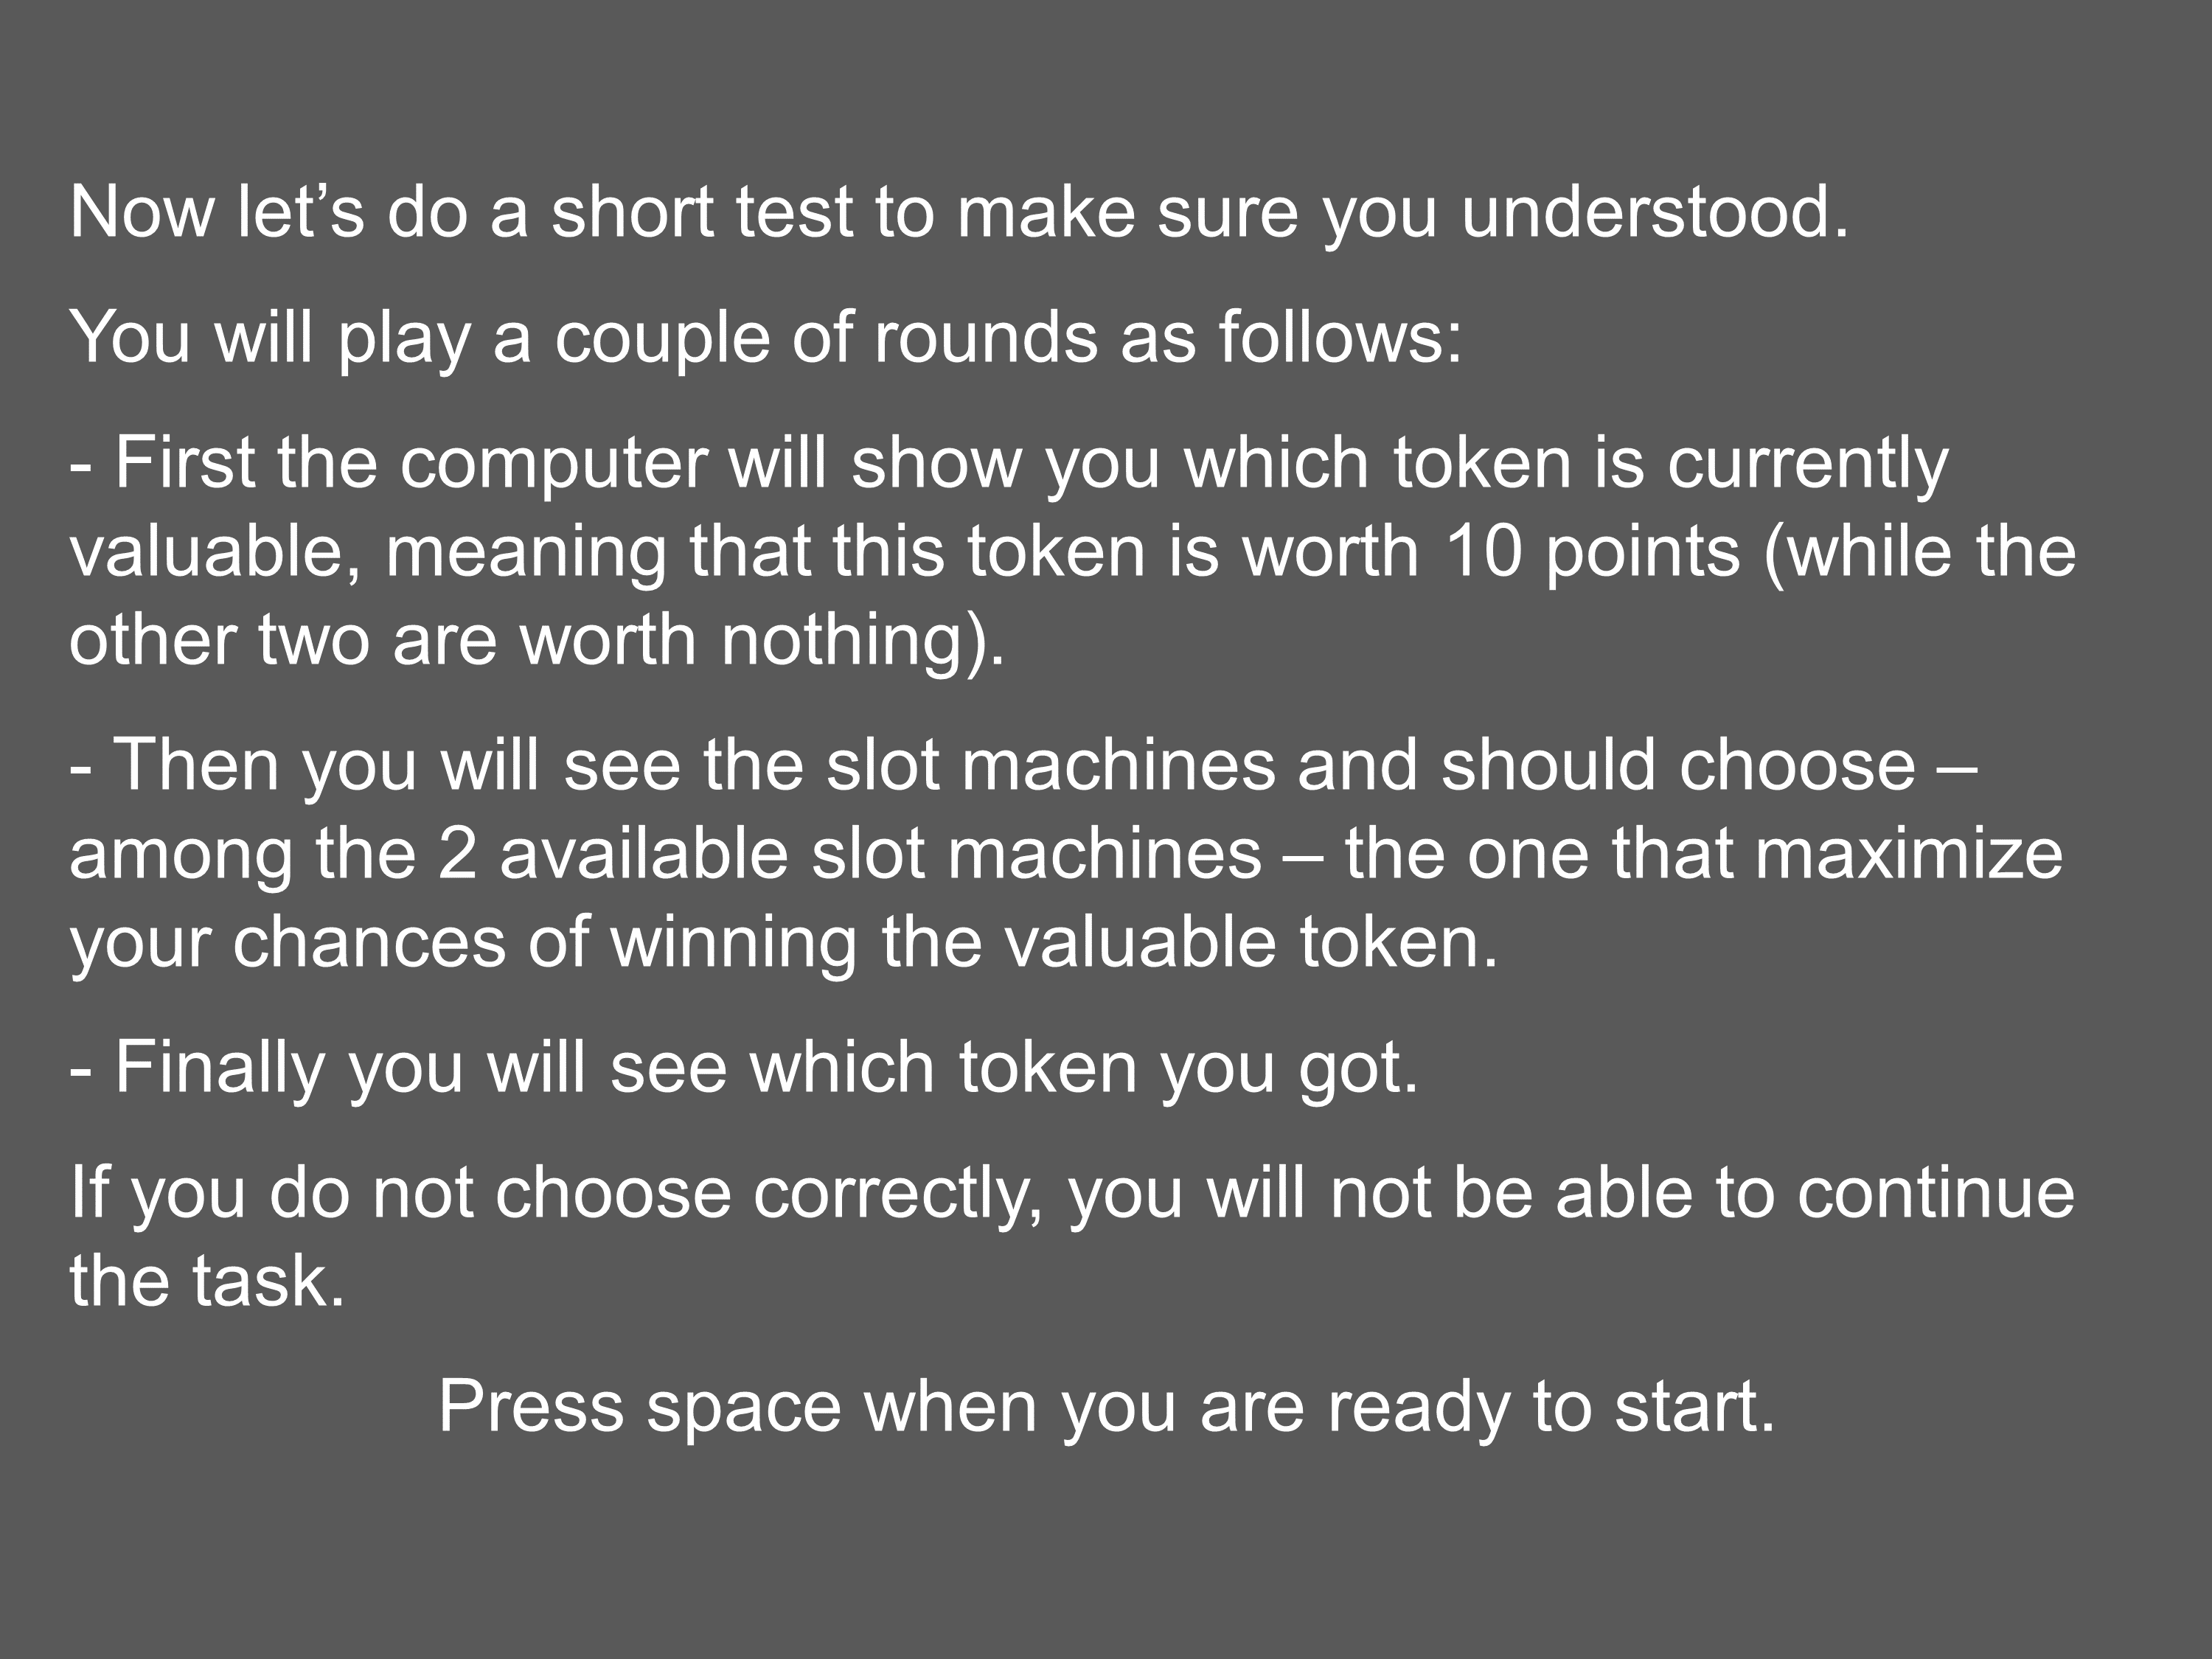 Now let’s do a short test to make sure you understood.
You will play a couple of rounds as follows:
- First the computer will show you which token is currently
valuable, meaning that this token is worth 10 points (while the
other two are worth nothing).
- Then you will see the slot machines and should choose –
among the 2 available slot machines – the one that maximize
your chances of winning the valuable token.
- Finally you will see which token you got.
If you do not choose correctly, you will not be able to continue
the task.
Press space when you are ready to start.